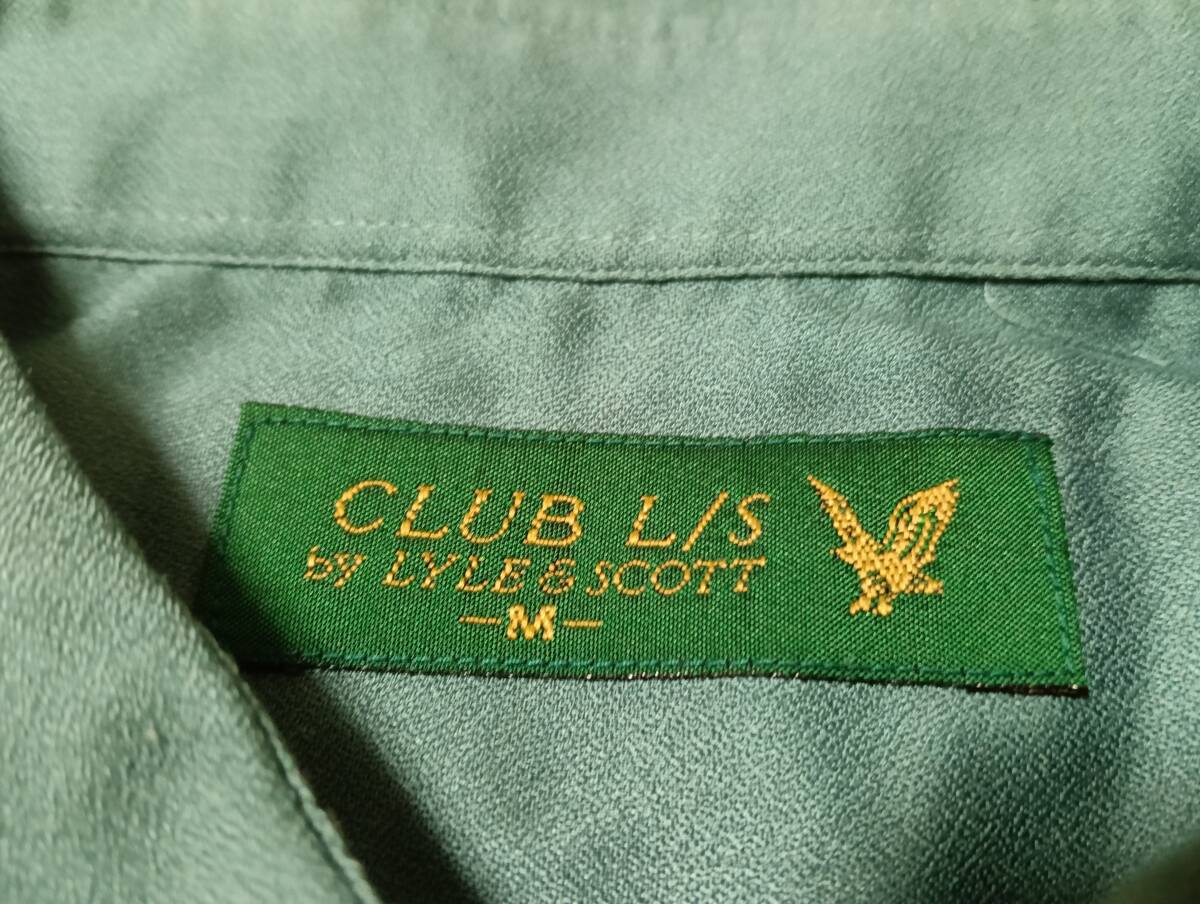 CLUB L/S
by LYLE & SCOTT
-M-